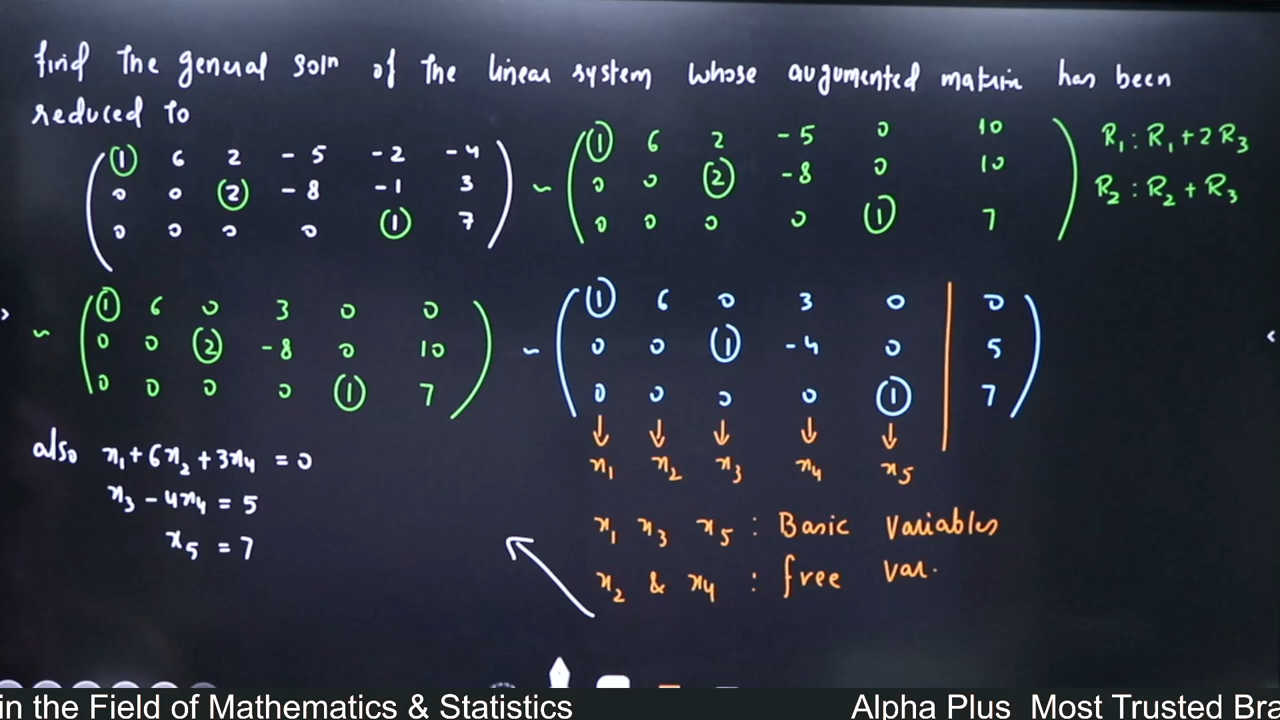 find the general solⁿ of the linear system whose augumented matrix has been
reduced to
( ① 6 2 -5 -2 -4 ) ~ ( ① 6 2 -5 0 10 ) R₁ : R₁ + 2R₃
( 0 0 ② -8 -1 3 ) ( 0 0 ② -8 0 10 ) R₂ : R₂ + R₃
( 0 0 0 0 ① 7 ) ( 0 0 0 0 ① 7 )
~ ( ① 6 0 3 0 0 ) ~ ( ① 6 0 3 0 | 0 )
( 0 0 ② -8 0 10 ) ( 0 0 ① -4 0 | 5 )
( 0 0 0 0 ① 7 ) ( 0 0 0 0 ① | 7 )
↓ ↓ ↓ ↓ ↓
x₁ x₂ x₃ x₄ x₅
also x₁ + 6x₂ + 3x₄ = 0
x₃ - 4x₄ = 5
x₅ = 7
x₁ x₃ x₅ : Basic Variables
x₂ & x₄ : free var.
in the Field of Mathematics & Statistics
Alpha Plus Most Trusted Bra